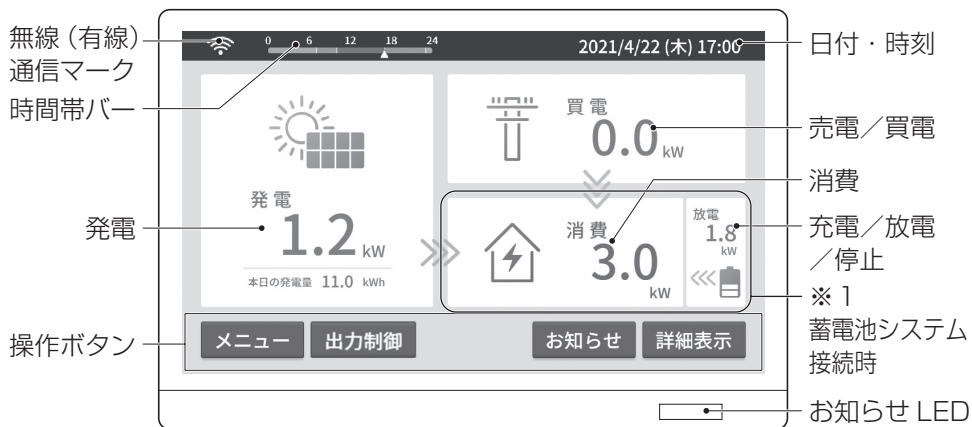 無線（有線）
通信マーク
時間帯バー
発電
操作ボタン
0 6 12 18 24
2021/4/22 (木) 17:00
発電
1.2 kW
本日の発電量 11.0 kWh
買電
0.0 kW
消費
3.0 kW
放電
1.8
kW
メニュー
出力制御
お知らせ
詳細表示
日付・時刻
売電／買電
消費
充電／放電
／停止
※1
蓄電池システム
接続時
お知らせ LED